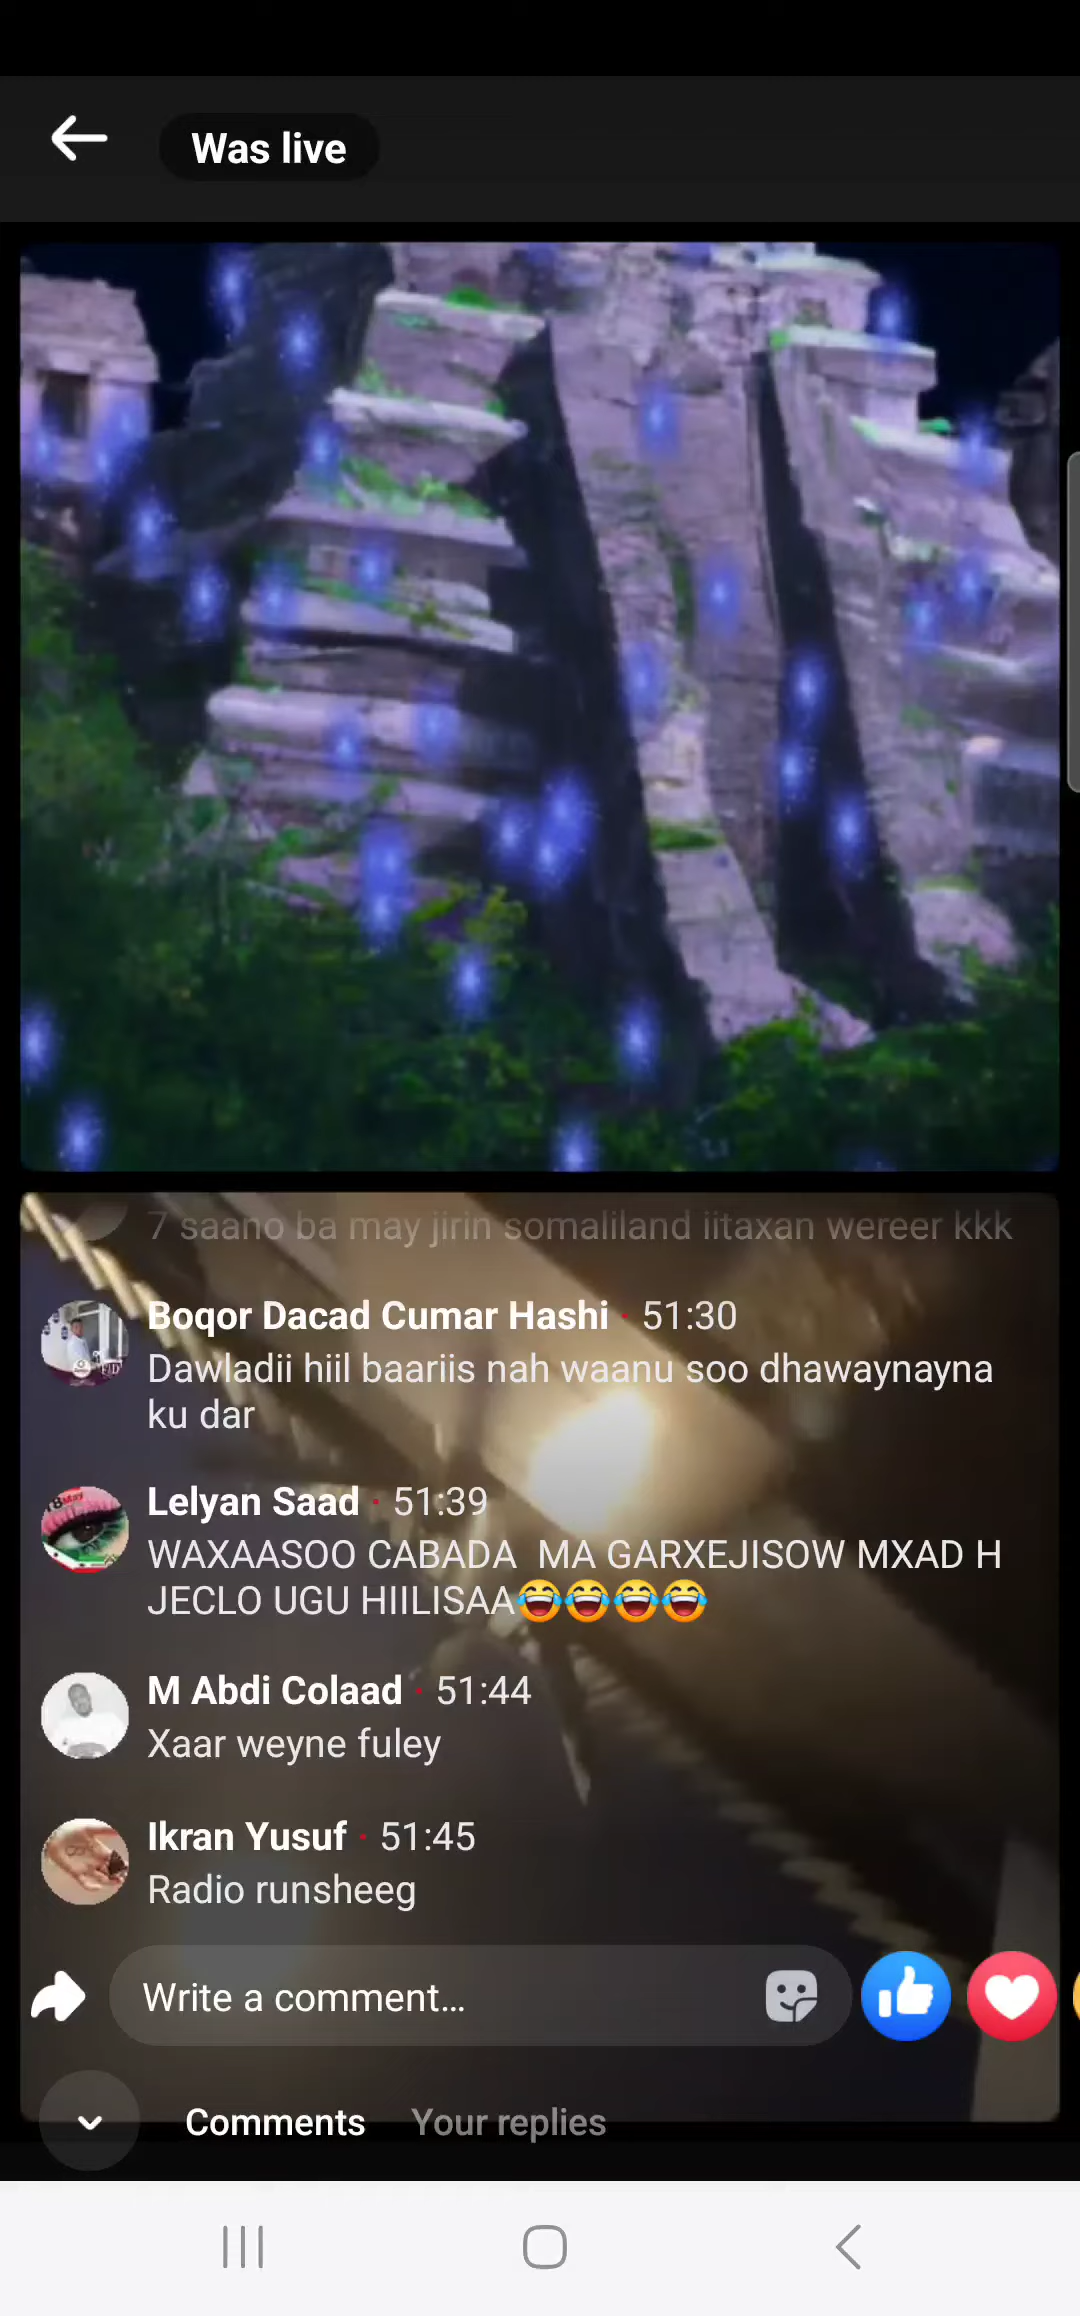 Was live
7 saano ba may jirin somaliland iitaxan wereer kkk
Boqor Dacad Cumar Hashi · 51:30
Dawladii hiil baariis nah waanu soo dhawaynayna
ku dar
Lelyan Saad · 51:39
WAXAASOO CABADA MA GARXEJISOW MXAD H
JECLO UGU HIILISAA😂😂😂😂
M Abdi Colaad · 51:44
Xaar weyne fuley
Ikran Yusuf · 51:45
Radio runsheeg
Write a comment...
Comments Your replies